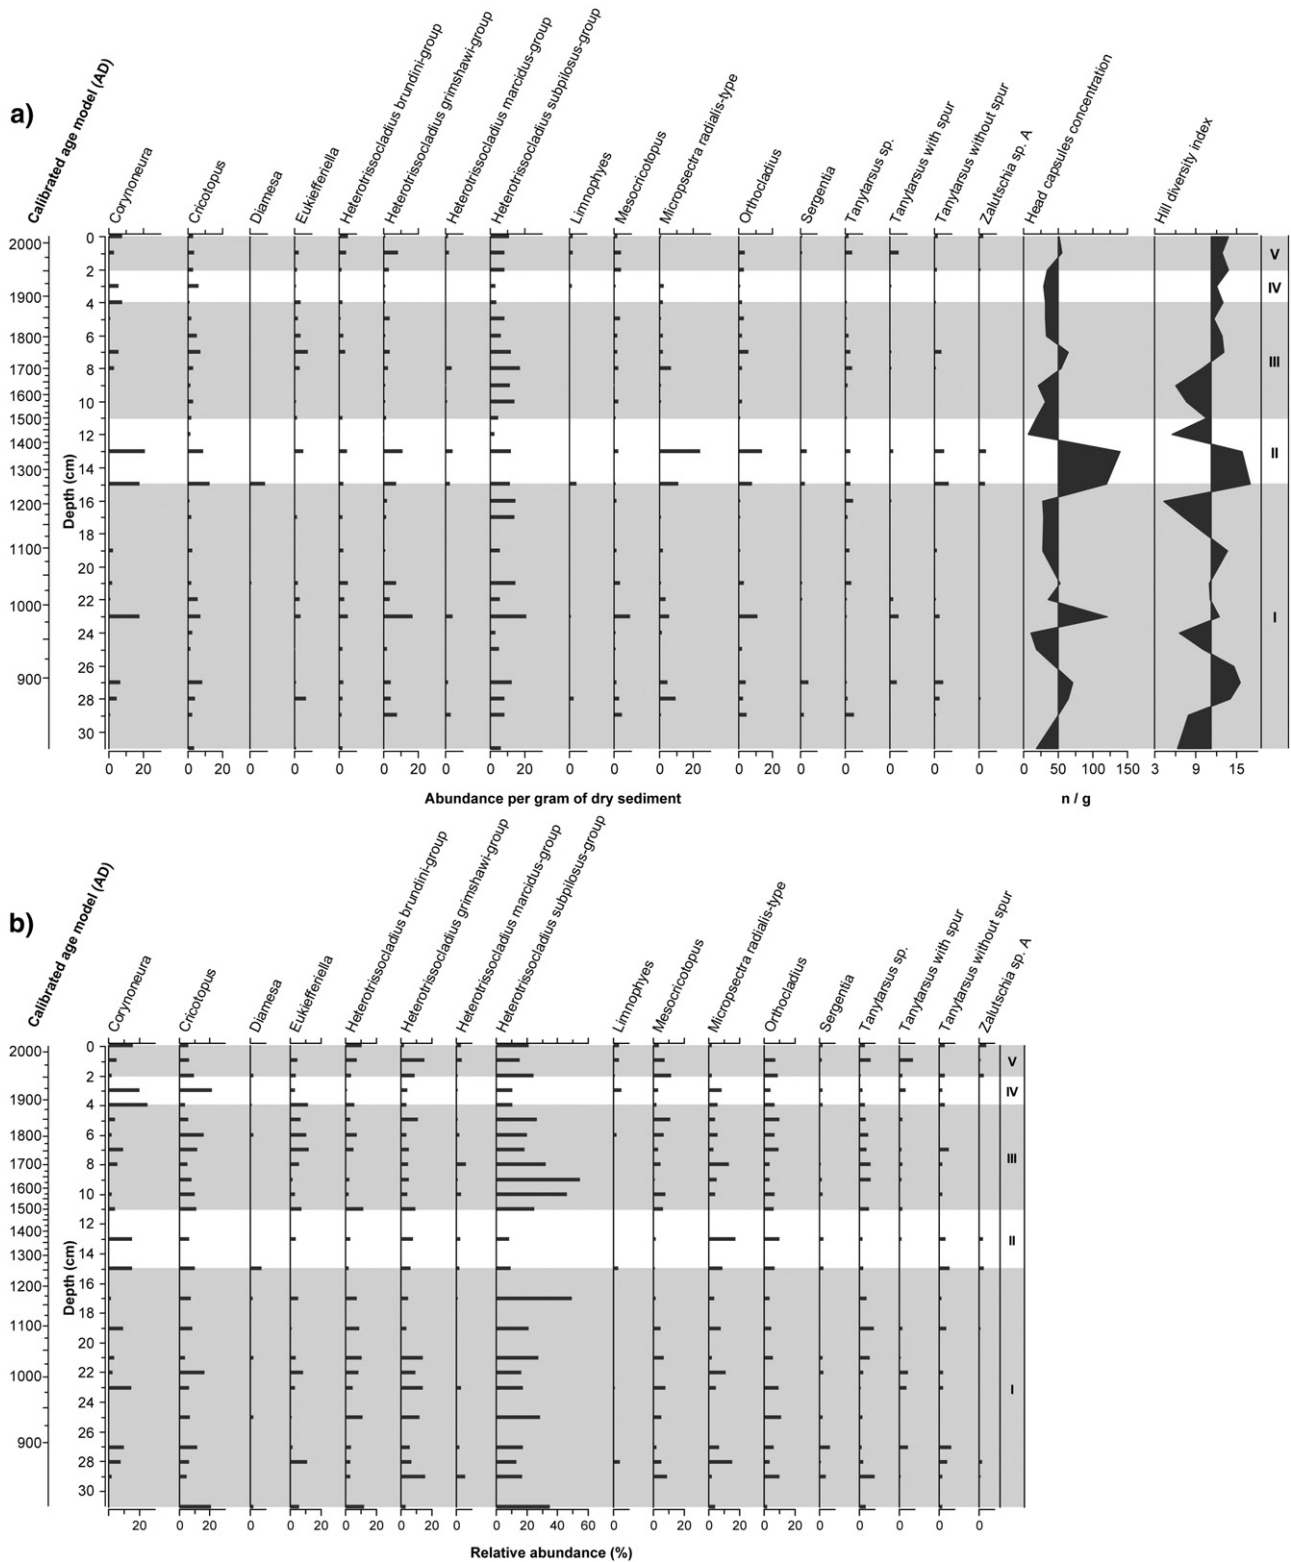 a)
Calibrated age model (AD)
Corynoneura
Cricotopus
Diamesa
Eukiefferiella
Heterotrissocladius brundini-group
Heterotrissocladius grimshawi-group
Heterotrissocladius marcidus-group
Heterotrissocladius subpilosus-group
Limnophyes
Mesocricotopus
Micropsectra radialis-type
Orthocladius
Sergentia
Tanytarsus sp.
Tanytarsus with spur
Tanytarsus without spur
Zalutschia sp. A
Head capsules concentration
Hill diversity index
2000
1900
1800
1700
1600
1500
1400
1300
1200
1100
1000
900
Depth (cm)
0
2
4
6
8
10
12
14
16
18
20
22
24
26
28
30
V
IV
III
II
I
0 20 0 20 0 0 0 0 20 0 0 20 0 0 0 20 0 20 0 0 0 0 0 0 50 100 150 3 9 15
Abundance per gram of dry sediment
n / g
b)
Calibrated age model (AD)
Corynoneura
Cricotopus
Diamesa
Eukiefferiella
Heterotrissocladius brundini-group
Heterotrissocladius grimshawi-group
Heterotrissocladius marcidus-group
Heterotrissocladius subpilosus-group
Limnophyes
Mesocricotopus
Micropsectra radialis-type
Orthocladius
Sergentia
Tanytarsus sp.
Tanytarsus with spur
Tanytarsus without spur
Zalutschia sp. A
2000
1900
1800
1700
1600
1500
1400
1300
1200
1100
1000
900
Depth (cm)
0
2
4
6
8
10
12
14
16
18
20
22
24
26
28
30
V
IV
III
II
I
20 0 20 0 0 0 20 0 20 0 0 20 40 60 0 0 20 0 20 0 20 0 0 0 0 0
Relative abundance (%)